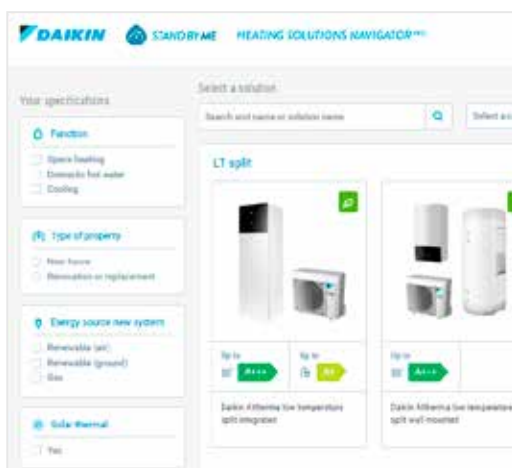 DAIKIN
STAND BY ME
HEATING SOLUTIONS NAVIGATOR
Your specifications
Function
Space heating
Domestic hot water
Cooling
Type of property
New house
Renovation or replacement
Energy source new system
Renewable (air)
Renewable (ground)
Gas
Solar thermal
Yes
Select a solution
Search unit name or solution name
Select a
LT split
Up to
A+++
Up to
A+
Daikin Altherma low temperature
split integrated
Up to
A+++
Daikin Altherma low temperature
split wall mounted